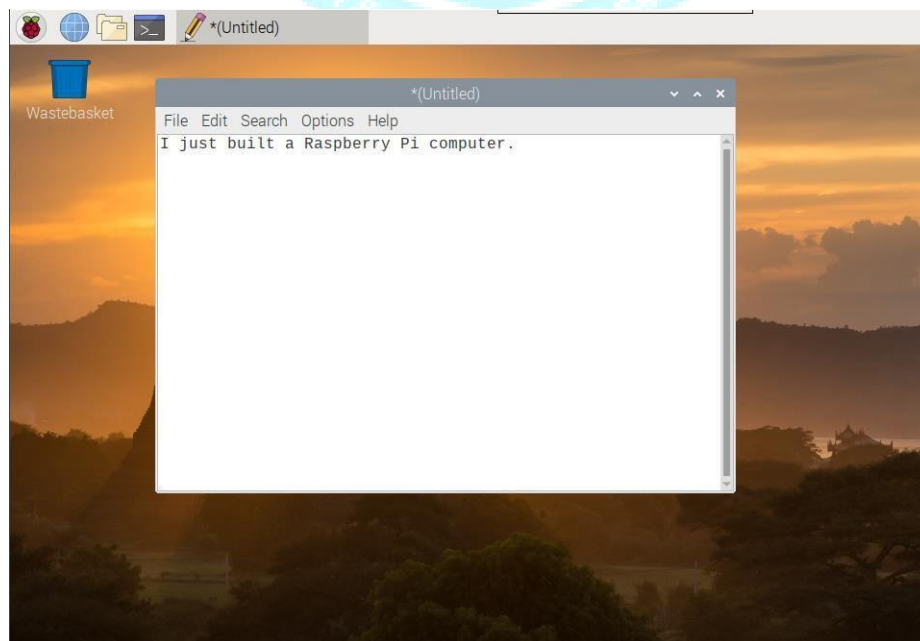 *(Untitled)
Wastebasket
*(Untitled)
File Edit Search Options Help
I just built a Raspberry Pi computer.